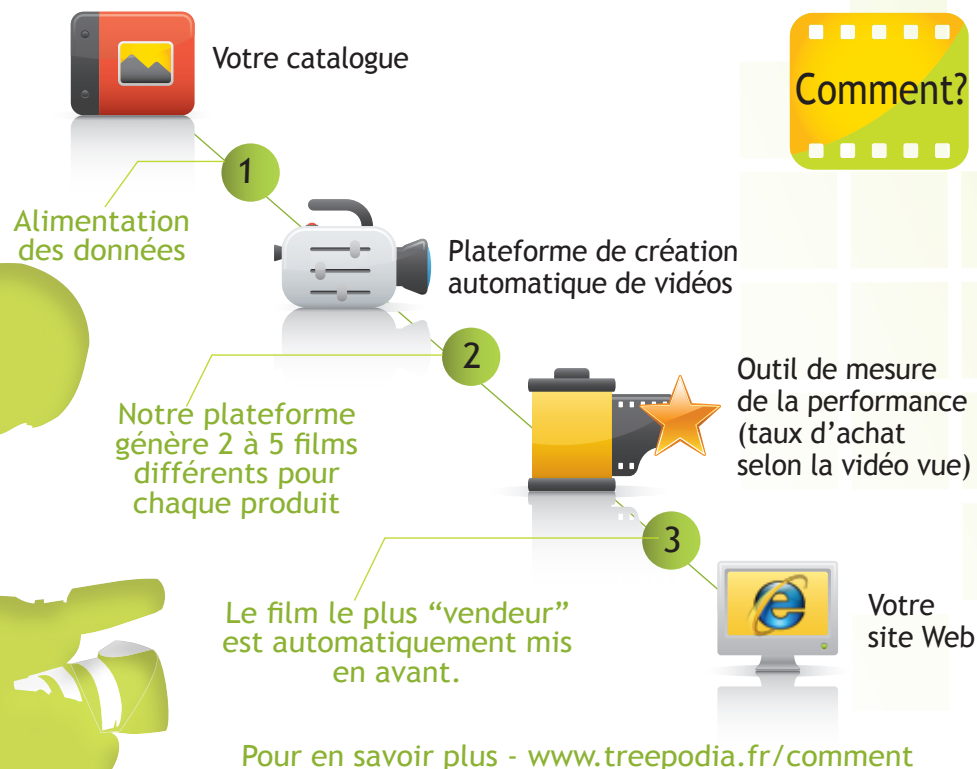 Votre catalogue
Comment?
1
Alimentation
des données
Plateforme de création
automatique de vidéos
2
Notre plateforme
génère 2 à 5 films
différents pour
chaque produit
Outil de mesure
de la performance
(taux d’achat
selon la vidéo vue)
3
Le film le plus “vendeur”
est automatiquement mis
en avant.
Votre
site Web
Pour en savoir plus - www.treepodia.fr/comment